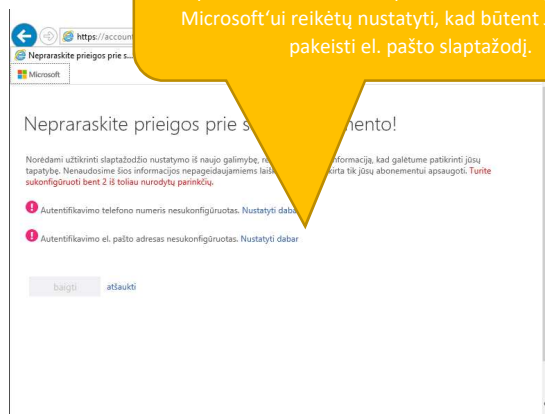 Microsoft'ui reikėtų nustatyti, kad būtent
pakeisti el. pašto slaptažodį.
https://account
Nepraraskite prieigos prie s...
Microsoft
Nepraraskite prieigos prie s mento!
Norėdami užtikrinti slaptažodžio nustatymo iš naujo galimybę, nformaciją, kad galėtume patikrinti jūsų
tapatybę. Nenaudosime šios informacijos nepageidaujamiems kirta tik jūsų abonementui apsaugoti. Turite
sukonfigūruoti bent 2 iš toliau nurodytų parinkčių.
Autentifikavimo telefono numeris nesukonfigūruotas. Nustatyti dabar
Autentifikavimo el. pašto adresas nesukonfigūruotas. Nustatyti dabar
baigti atšaukti